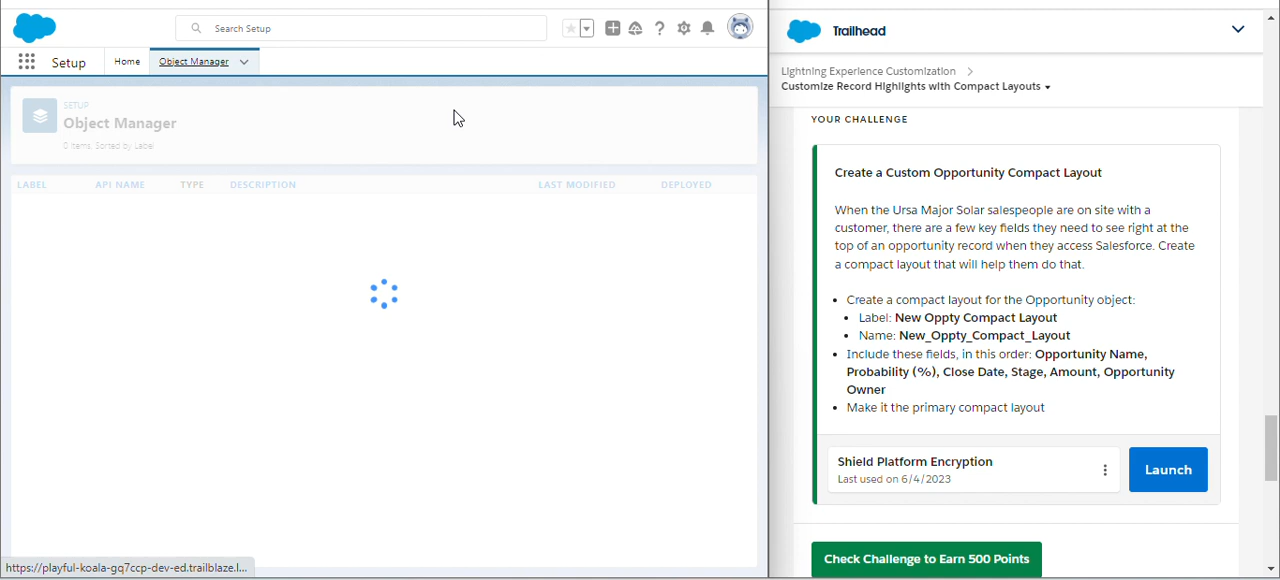 Search Setup
Setup
Home
Object Manager
SETUP
Object Manager
0 Items, Sorted by Label
LABEL
API NAME
TYPE
DESCRIPTION
LAST MODIFIED
DEPLOYED
https://playful-koala-gq7ccp-dev-ed.trailblaze.l...
Trailhead
Lightning Experience Customization
Customize Record Highlights with Compact Layouts
YOUR CHALLENGE
Create a Custom Opportunity Compact Layout
When the Ursa Major Solar salespeople are on site with a
customer, there are a few key fields they need to see right at the
top of an opportunity record when they access Salesforce. Create
a compact layout that will help them do that.
• Create a compact layout for the Opportunity object:
• Label: New Oppty Compact Layout
• Name: New_Oppty_Compact_Layout
• Include these fields, in this order: Opportunity Name,
Probability (%), Close Date, Stage, Amount, Opportunity
Owner
• Make it the primary compact layout
Shield Platform Encryption
Last used on 6/4/2023
Launch
Check Challenge to Earn 500 Points